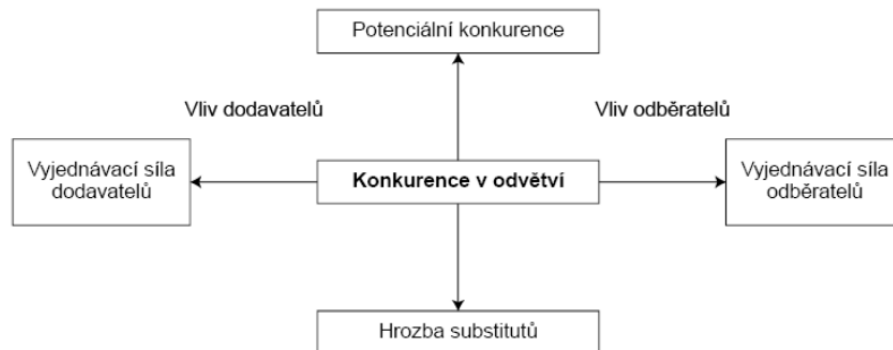 Potenciální konkurence
Vliv dodavatelů
Vliv odběratelů
Vyjednávací síla
dodavatelů
Konkurence v odvětví
Vyjednávací síla
odběratelů
Hrozba substitutů